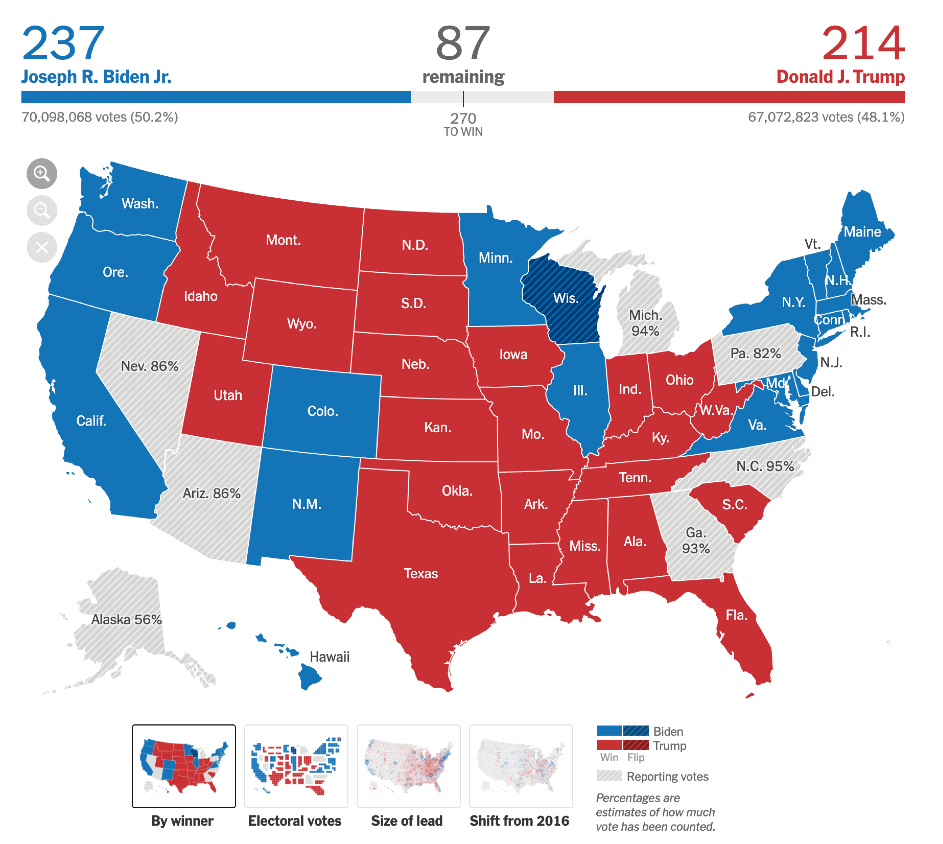 237
87
214
Joseph R. Biden Jr.
remaining
Donald J. Trump
70,098,068 votes (50.2%)
270
TO WIN
67,072,823 votes (48.1%)
Wash.
Ore.
Calif.
Nev. 86%
Idaho
Mont.
Wyo.
Utah
Ariz. 86%
Colo.
N.M.
N.D.
S.D.
Neb.
Kan.
Okla.
Texas
Minn.
Iowa
Mo.
Ark.
La.
Wis.
Ill.
Mich.
94%
Ind.
Ohio
Ky.
Tenn.
Miss.
Ala.
Ga.
93%
Fla.
S.C.
N.C. 95%
Va.
W.Va.
Md.
Del.
Pa. 82%
N.J.
N.Y.
Conn.
R.I.
Mass.
Vt.
N.H.
Maine
Alaska 56%
Hawaii
By winner
Electoral votes
Size of lead
Shift from 2016
Biden
Trump
Win Flip
Reporting votes
Percentages are
estimates of how much
vote has been counted.